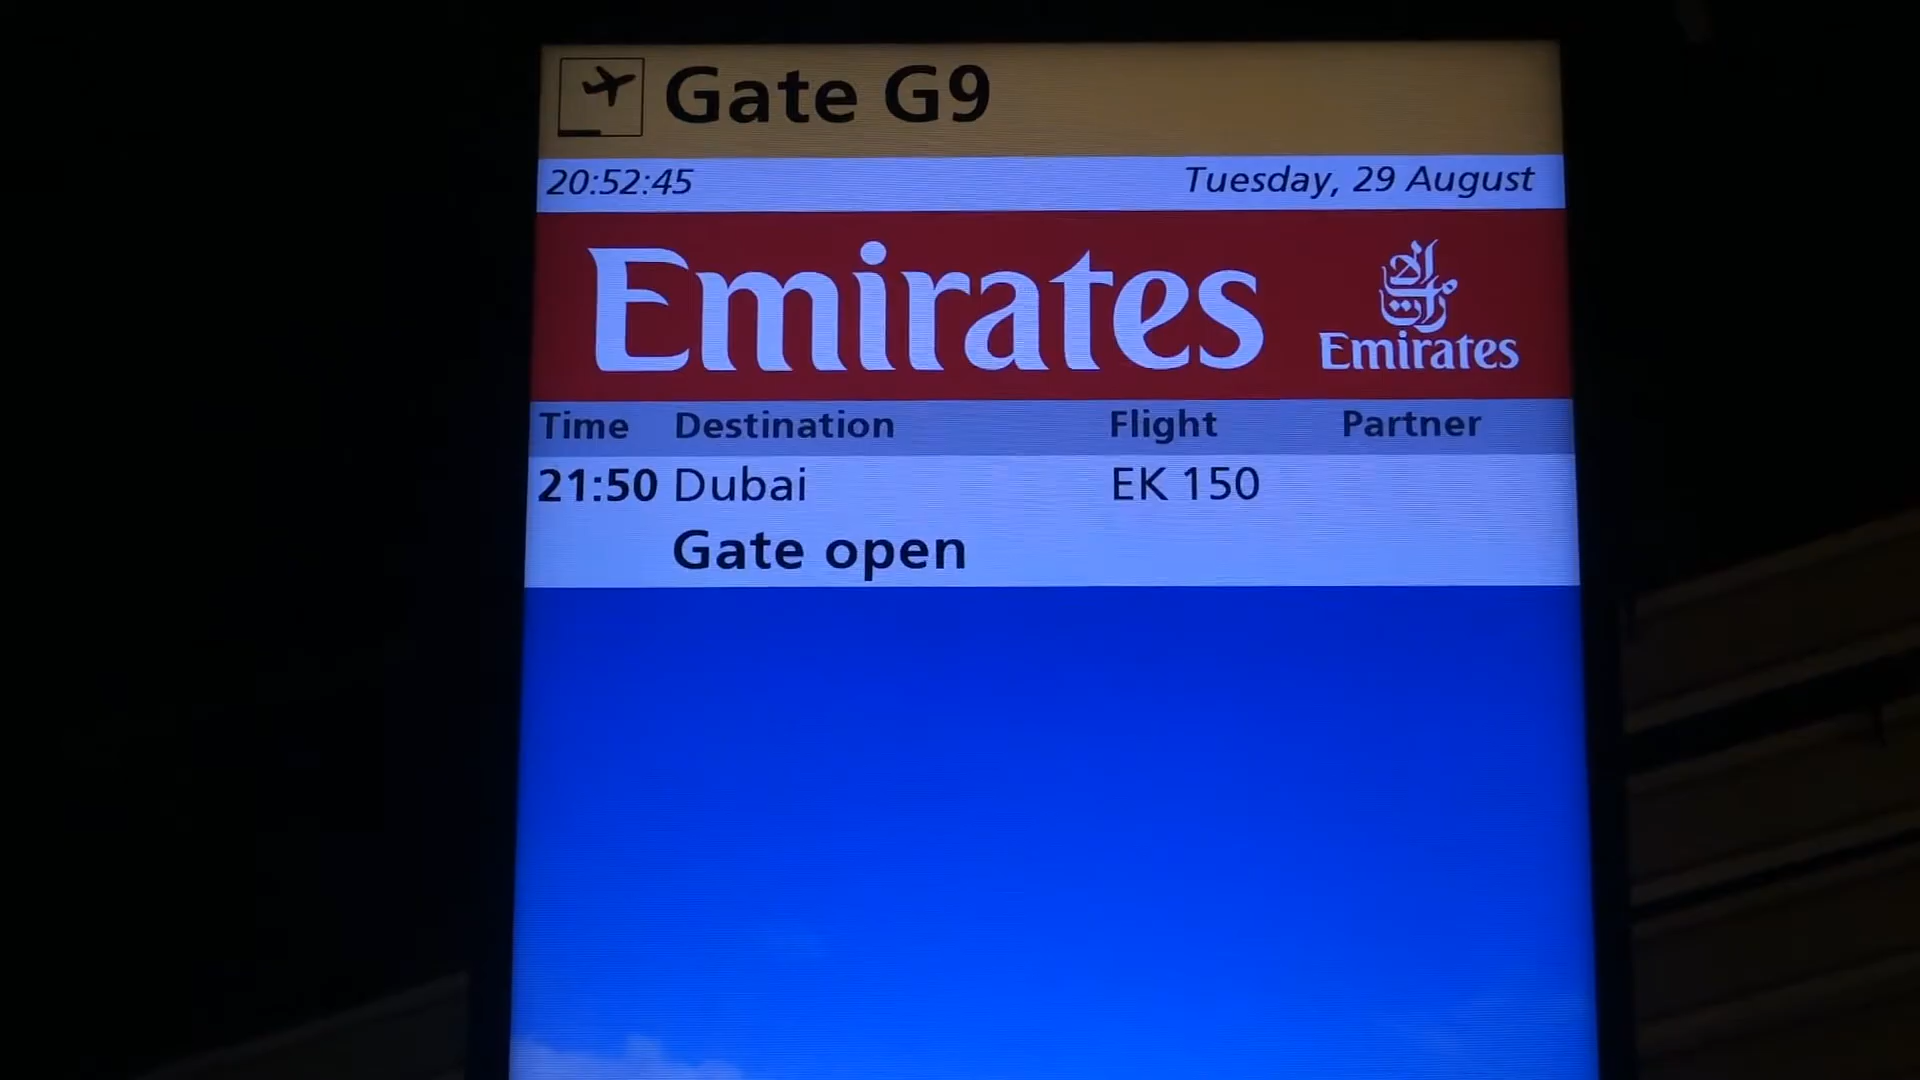 Gate G9
20:52:45 Tuesday, 29 August
Emirates
الإمارات
Emirates
Time Destination Flight Partner
21:50 Dubai EK 150
Gate open